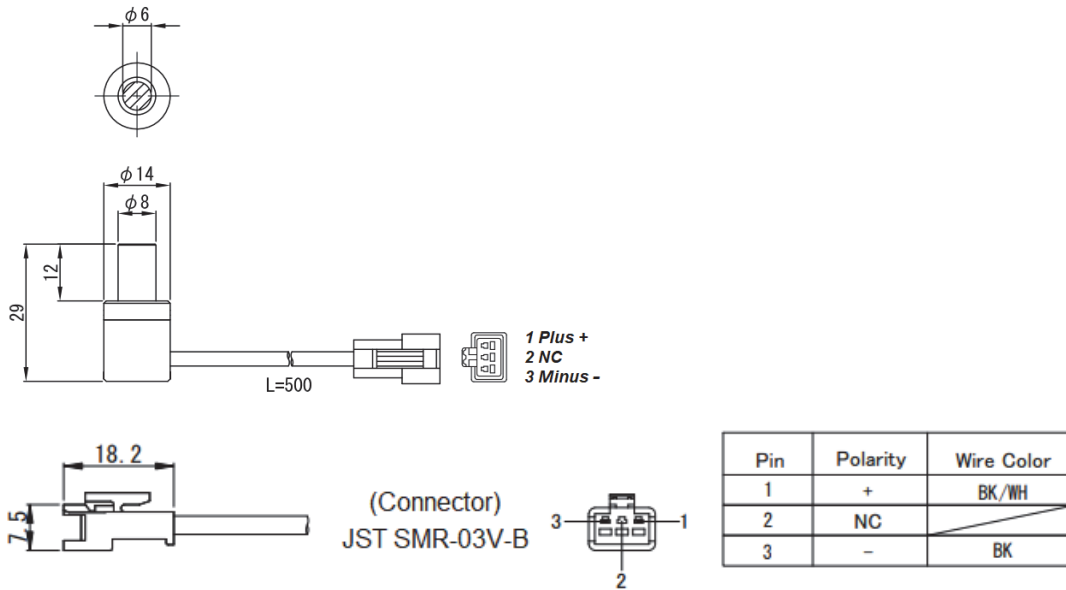 φ6
φ14
φ8
12
29
L=500
1 Plus +
2 NC
3 Minus -
18.2
7.5
(Connector)
JST SMR-03V-B
3
1
2
Pin Polarity Wire Color
1 + BK/WH
2 NC
3 - BK